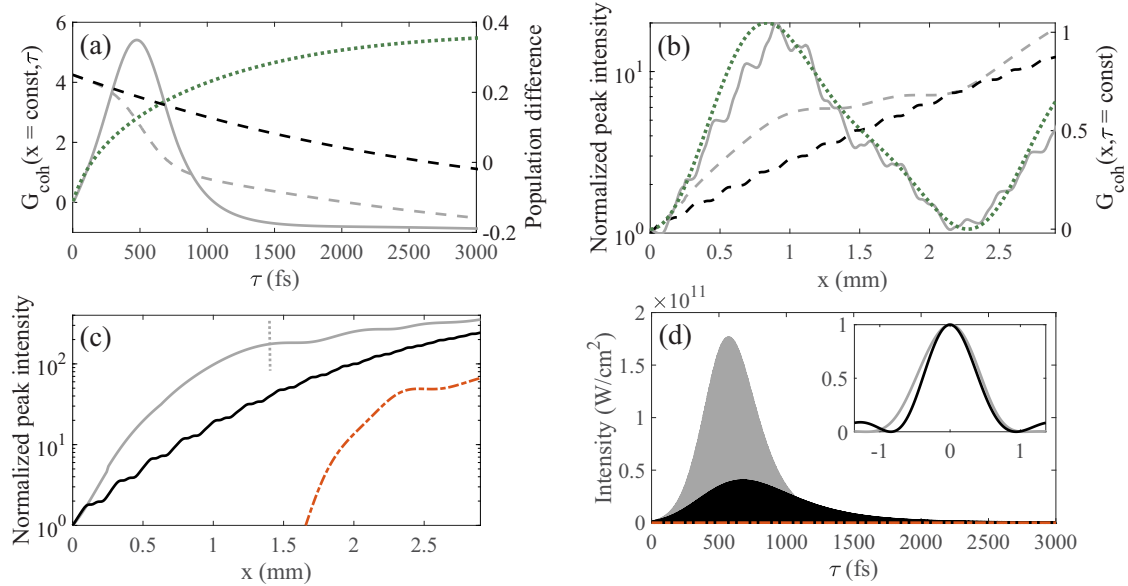 (a)
G_coh(x = const,τ)
6
4
2
0
0 500 1000 1500 2000 2500 3000
τ (fs)
0.4
0.2
0
-0.2
Population difference
(b)
Normalized peak intensity
10^1
10^0
0 0.5 1 1.5 2 2.5
x (mm)
1
0.5
0
G_coh(x,τ= const)
(c)
Normalized peak intensity
10^2
10^1
10^0
0 0.5 1 1.5 2 2.5
x (mm)
(d)
×10^11
Intensity (W/cm^2)
2
1.5
1
0.5
0
0 500 1000 1500 2000 2500 3000
τ (fs)
1
0.5
0
-1 0 1